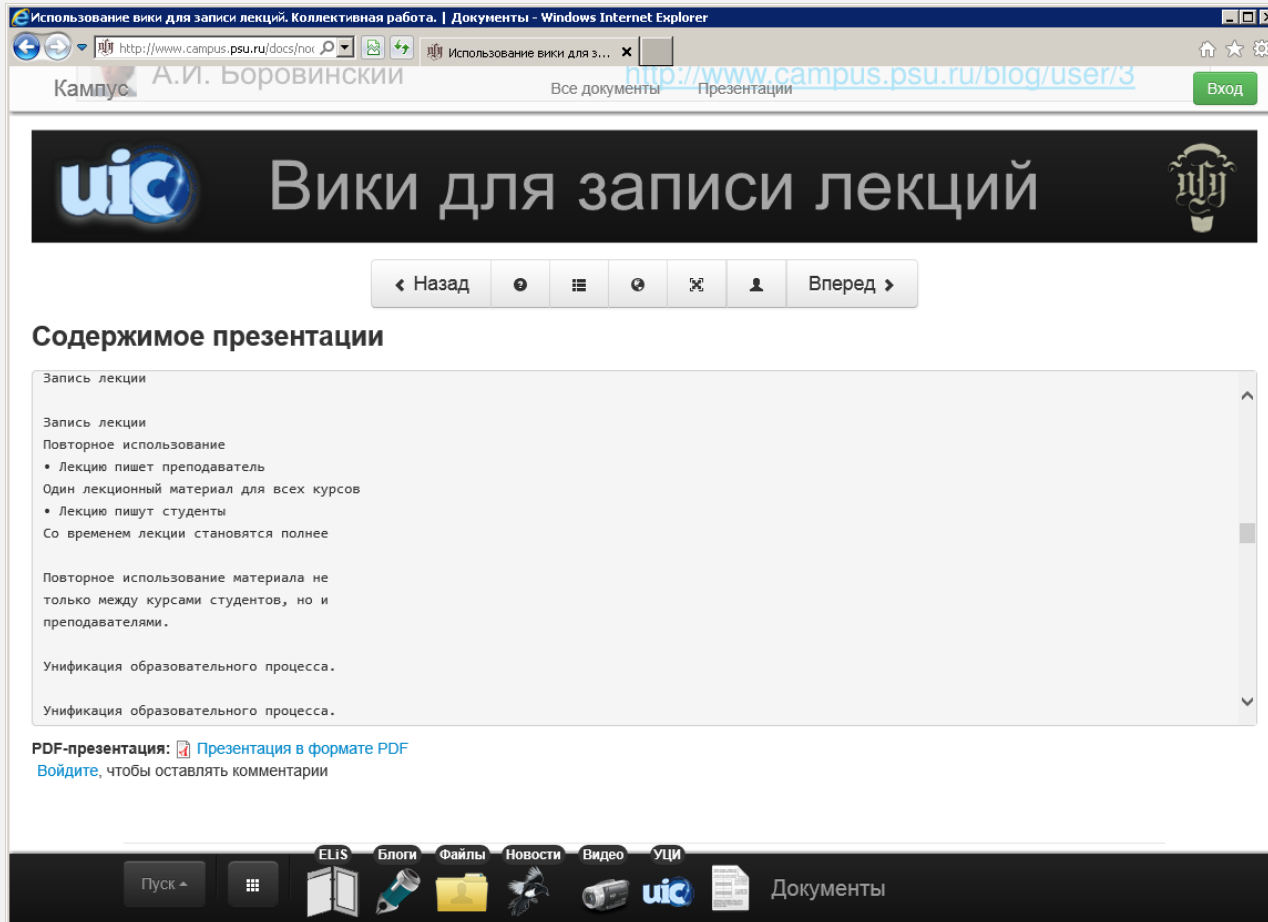 Использование вики для записи лекций. Коллективная работа. | Документы - Windows Internet Explorer
http://www.campus.psu.ru/docs/noc
Использование вики для з...
А.И. Боровинский
http://www.campus.psu.ru/blog/user/3
Кампус
Все документы
Презентации
Вход
uic
Вики для записи лекций
Назад
Вперед
Содержимое презентации
Запись лекции
Запись лекции
Повторное использование
• Лекцию пишет преподаватель
Один лекционный материал для всех курсов
• Лекцию пишут студенты
Со временем лекции становятся полнее
Повторное использование материала не
только между курсами студентов, но и
преподавателями.
Унификация образовательного процесса.
Унификация образовательного процесса.
PDF-презентация: Презентация в формате PDF
Войдите, чтобы оставлять комментарии
ELiS Блоги Файлы Новости Видео УЦИ
Пуск
uic
Документы